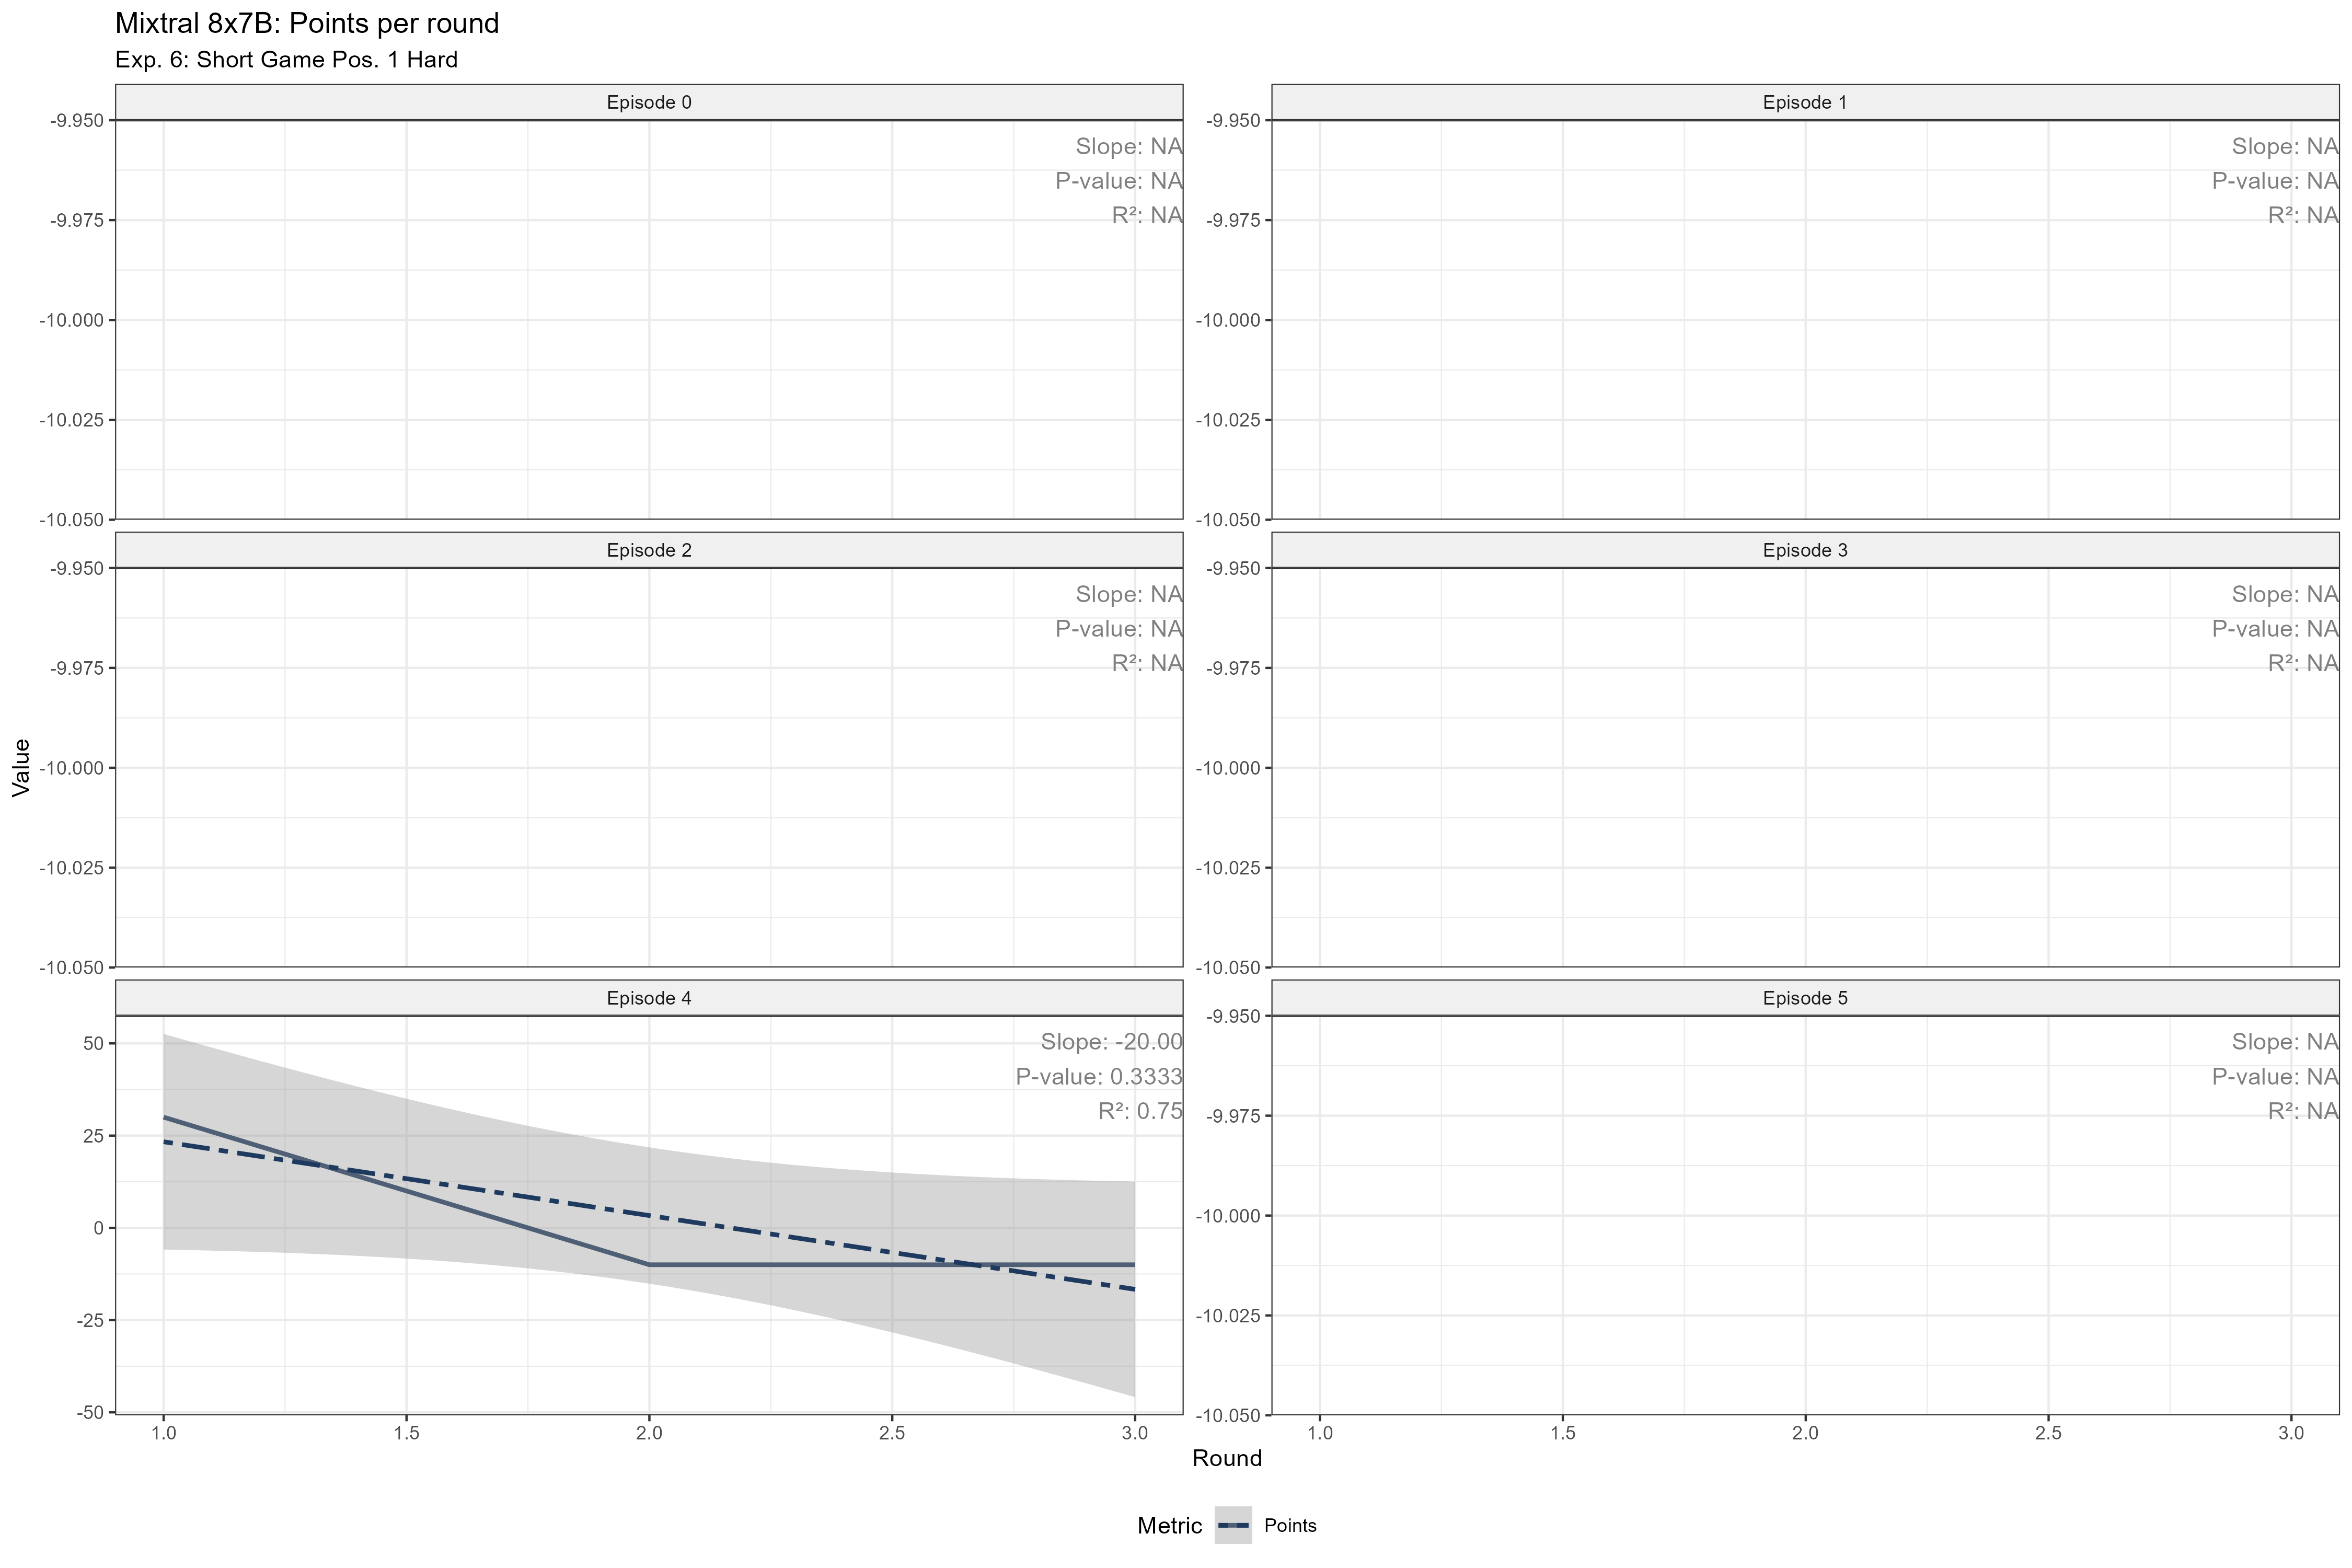 Mixtral 8x7B: Points per round
Exp. 6: Short Game Pos. 1 Hard
Episode 0
-9.950
-9.975
-10.000
-10.025
-10.050
Slope: NA
P-value: NA
R²: NA
Episode 1
-9.950
-9.975
-10.000
-10.025
-10.050
Slope: NA
P-value: NA
R²: NA
Episode 2
-9.950
-9.975
-10.000
-10.025
-10.050
Slope: NA
P-value: NA
R²: NA
Episode 3
-9.950
-9.975
-10.000
-10.025
-10.050
Slope: NA
P-value: NA
R²: NA
Value
Episode 4
50
25
0
-25
-50
Slope: -20.00
P-value: 0.3333
R²: 0.75
1.0 1.5 2.0 2.5 3.0
Episode 5
-9.950
-9.975
-10.000
-10.025
-10.050
Slope: NA
P-value: NA
R²: NA
1.0 1.5 2.0 2.5 3.0
Round
Metric Points